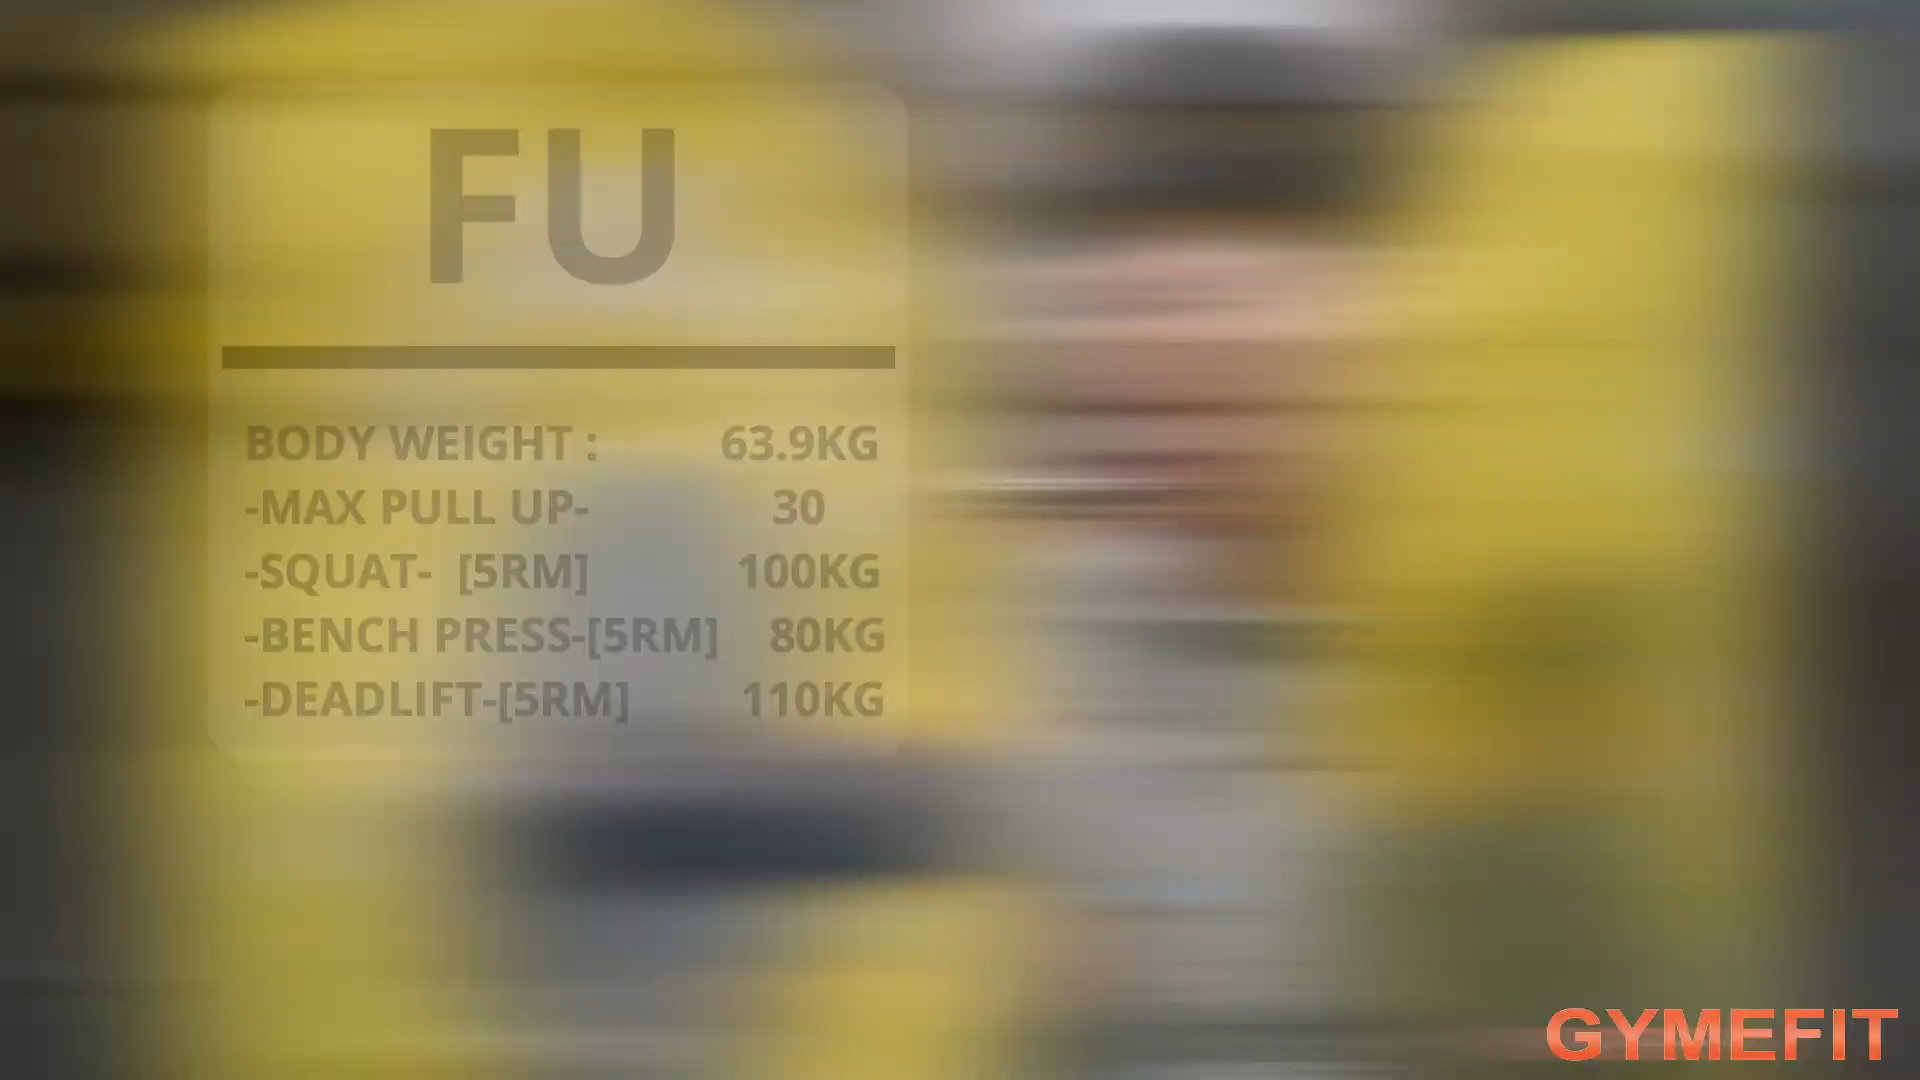 FU
BODY WEIGHT : 63.9KG
-MAX PULL UP- 30
-SQUAT- [5RM] 100KG
-BENCH PRESS-[5RM] 80KG
-DEADLIFT-[5RM] 110KG
GYMEFIT